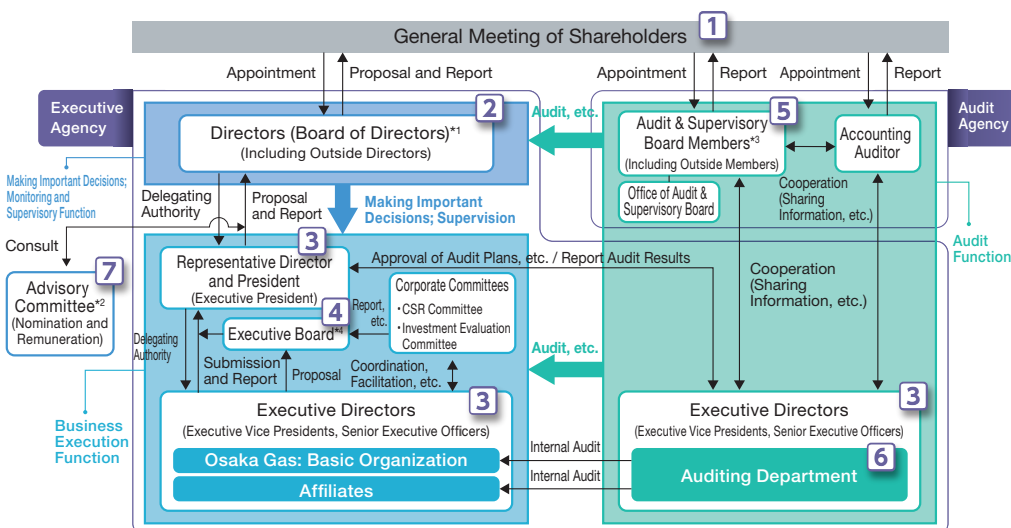 General Meeting of Shareholders 1
Appointment
Proposal and Report
Appointment
Report
Appointment
Report
Executive
Agency
Audit
Agency
2
Directors (Board of Directors)*1
(Including Outside Directors)
Audit, etc.
5
Audit & Supervisory
Board Members*3
(Including Outside Members)
Accounting
Auditor
Office of Audit &
Supervisory Board
Cooperation
(Sharing
Information, etc.)
Making Important Decisions;
Monitoring and
Supervisory Function
Delegating
Authority
Proposal
and Report
Making Important
Decisions; Supervision
Audit
Function
Consult
7
Advisory
Committee*2
(Nomination and
Remuneration)
3
Representative Director
and President
(Executive President)
Approval of Audit Plans, etc. / Report Audit Results
Cooperation
(Sharing
Information, etc.)
Corporate Committees
・CSR Committee
・Investment Evaluation
Committee
Report,
etc.
4
Executive Board*4
Delegating
Authority
Submission
and Report
Proposal
Coordination,
Facilitation, etc.
Audit, etc.
Business
Execution
Function
3
Executive Directors
(Executive Vice Presidents, Senior Executive Officers)
Osaka Gas: Basic Organization
Affiliates
Internal Audit
Internal Audit
3
Executive Directors
(Executive Vice Presidents, Senior Executive Officers)
6
Auditing Department